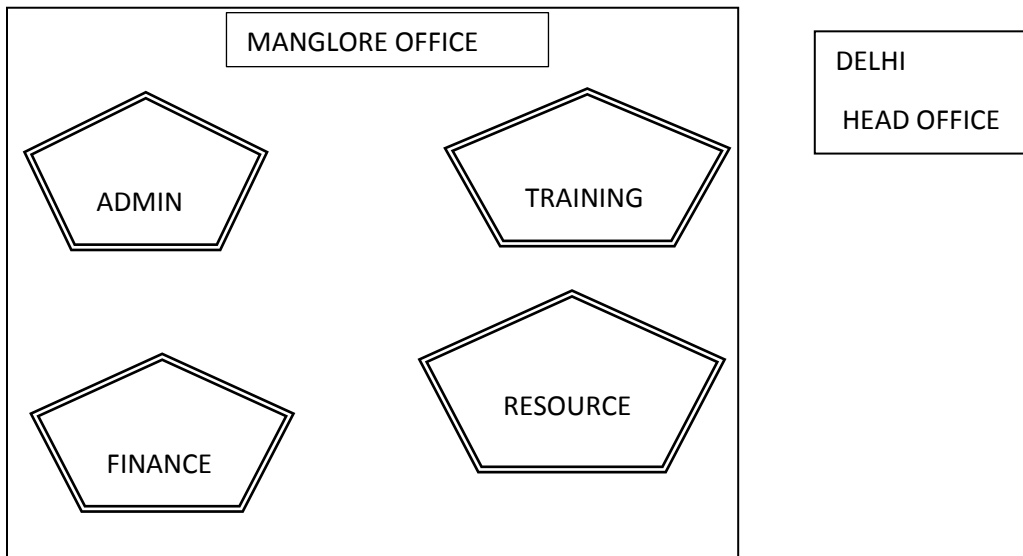 MANGLORE OFFICE
DELHI
HEAD OFFICE
ADMIN
TRAINING
FINANCE
RESOURCE